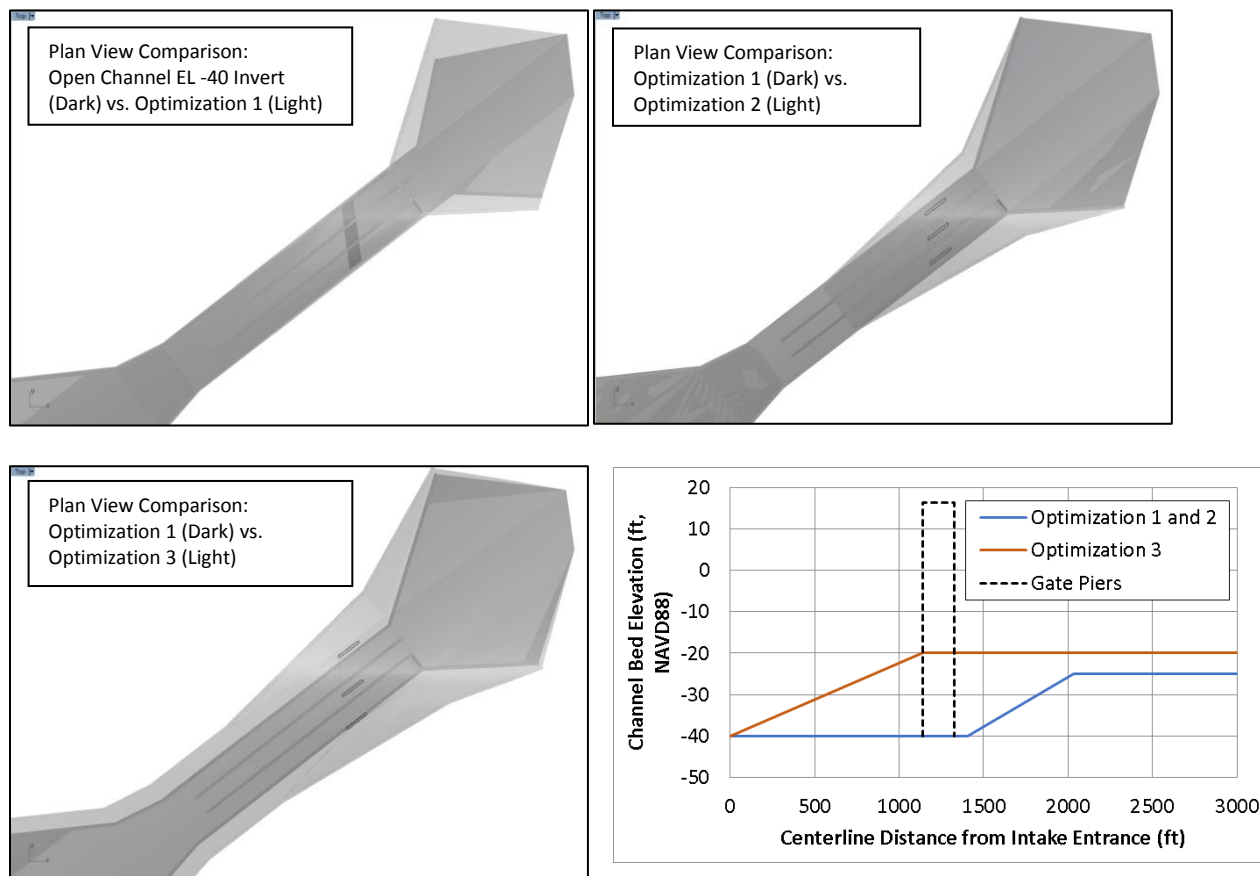 Top
Plan View Comparison:
Open Channel EL -40 Invert
(Dark) vs. Optimization 1 (Light)
y
x
Top
Plan View Comparison:
Optimization 1 (Dark) vs.
Optimization 2 (Light)
y
x
Top
Plan View Comparison:
Optimization 1 (Dark) vs.
Optimization 3 (Light)
y
x
Channel Bed Elevation (ft,
NAVD88)
20
10
0
-10
-20
-30
-40
-50
Optimization 1 and 2
Optimization 3
Gate Piers
0 500 1000 1500 2000 2500 3000
Centerline Distance from Intake Entrance (ft)